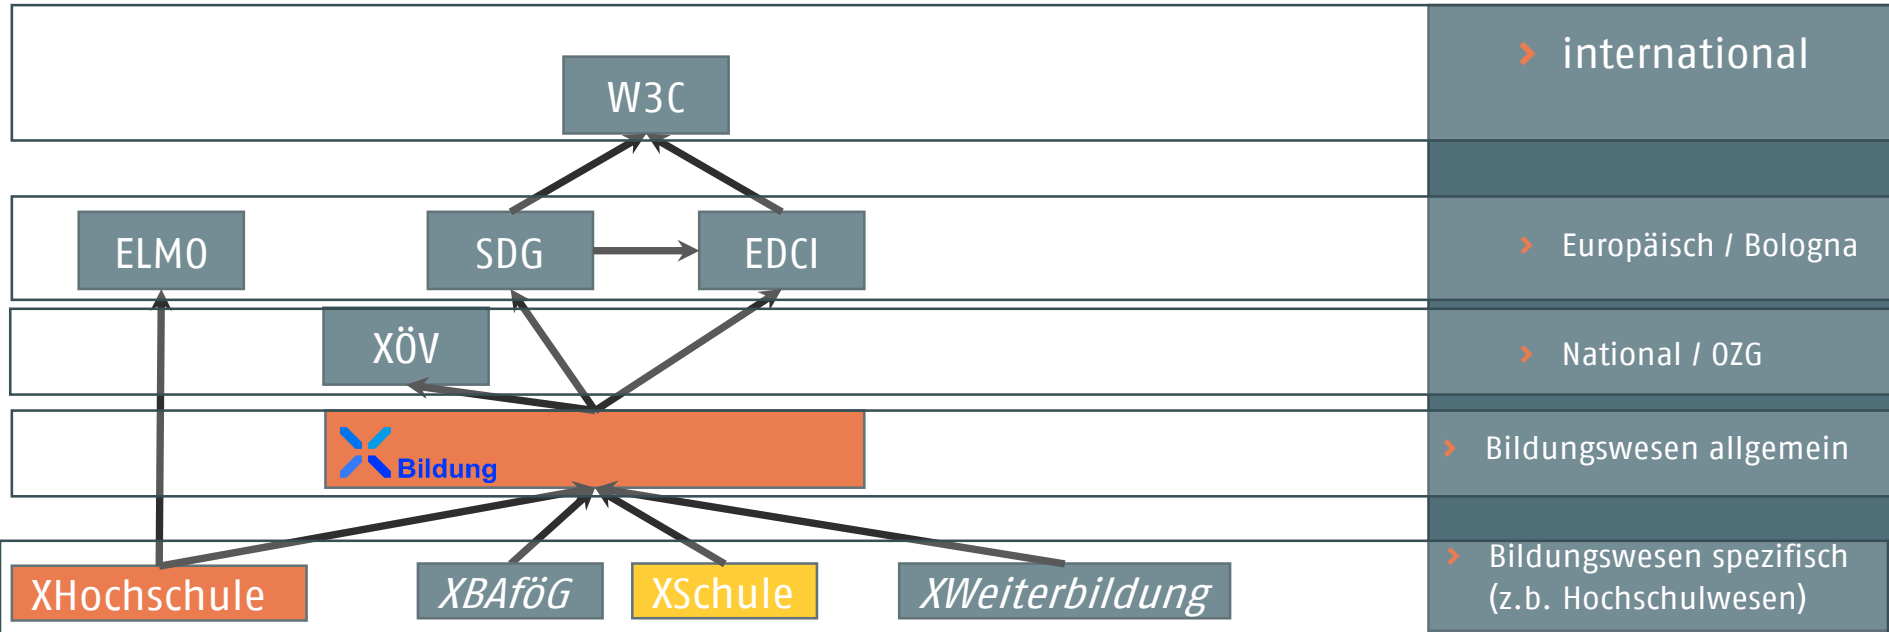 international
W3C
ELMO
SDG
EDCI
Europäisch / Bologna
XÖV
National / OZG
Bildung
Bildungswesen allgemein
XHochschule
XBAföG
XSchule
XWeiterbildung
Bildungswesen spezifisch
(z.b. Hochschulwesen)